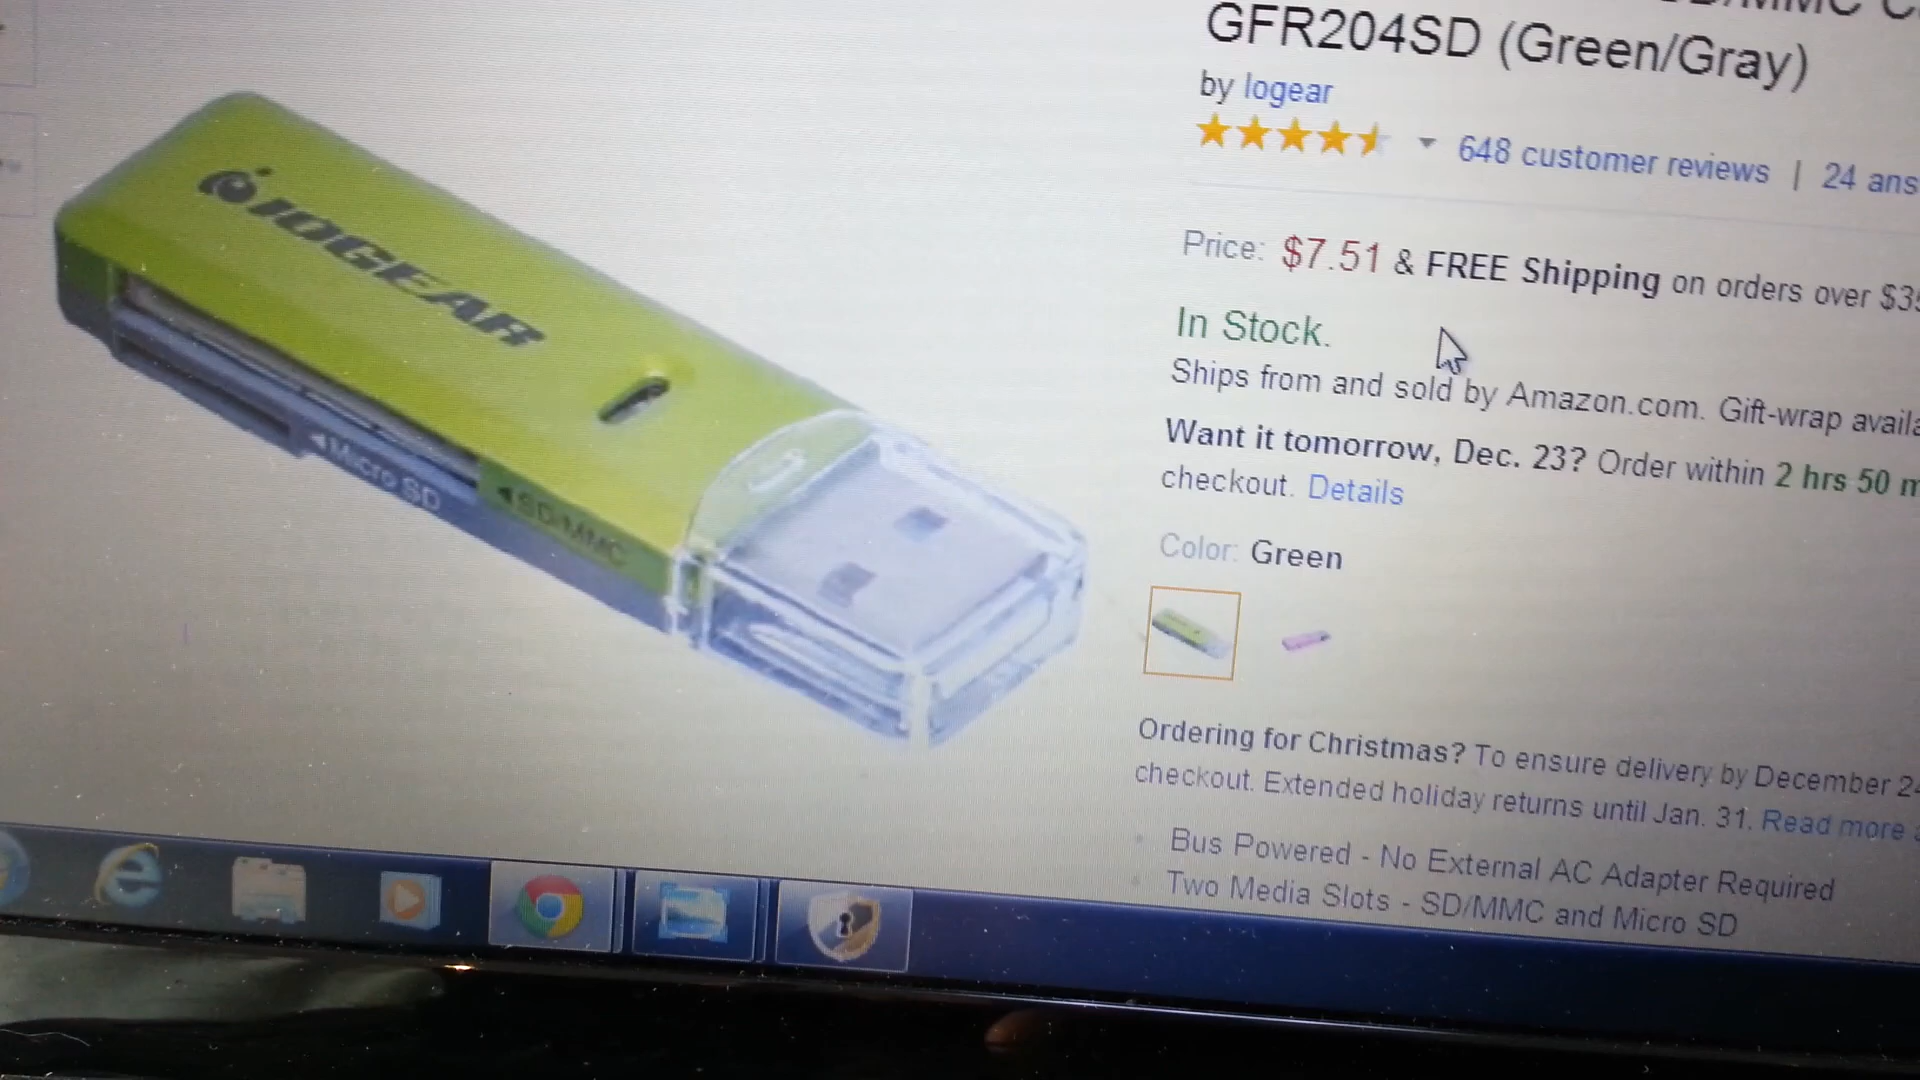 GFR204SD (Green/Gray)
by Iogear
648 customer reviews | 24 ans
Price: $7.51 & FREE Shipping on orders over $35
In Stock.
Ships from and sold by Amazon.com. Gift-wrap availa
Want it tomorrow, Dec. 23? Order within 2 hrs 50 m
checkout. Details
Color: Green
Ordering for Christmas? To ensure delivery by December 24
checkout. Extended holiday returns until Jan. 31. Read more
Bus Powered - No External AC Adapter Required
Two Media Slots - SD/MMC and Micro SD
IOGEAR
Micro SD
SD/MMC